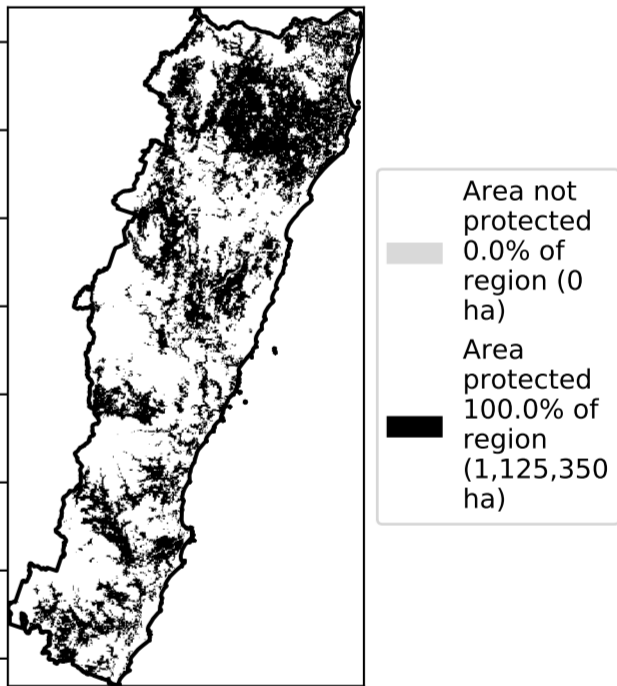 Area not
protected
0.0% of
region (0
ha)
Area
protected
100.0% of
region
(1,125,350
ha)